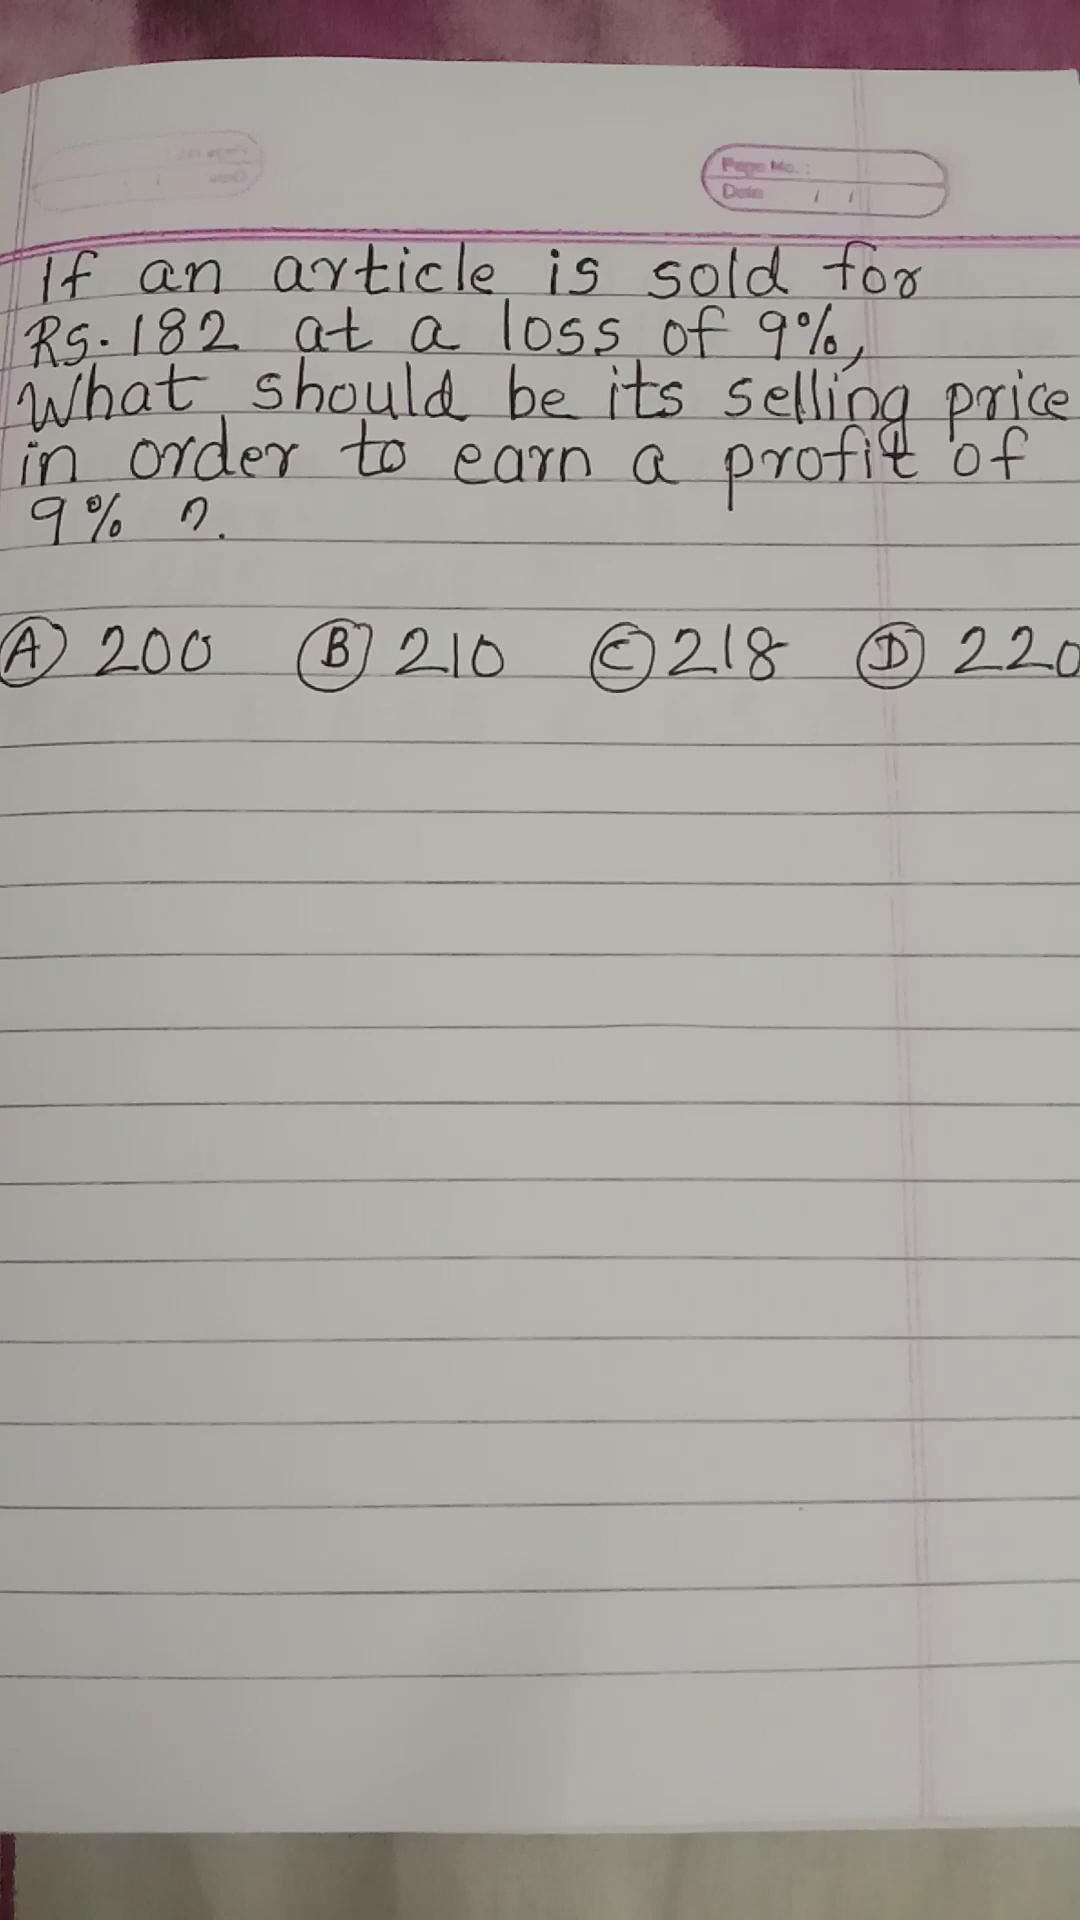 Page No. :
Date / /
If an article is sold for
Rs. 182 at a loss of 9%,
What should be its selling price
in order to earn a profit of
9% ?.
(A) 200 (B) 210 (C) 218 (D) 220